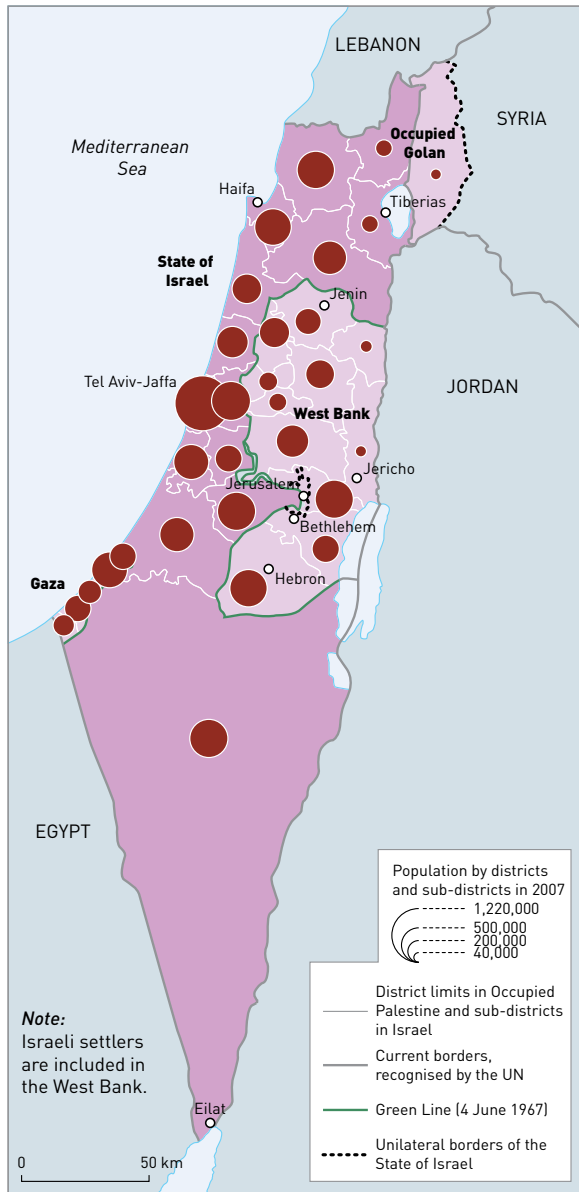 LEBANON
SYRIA
Mediterranean
Sea
Occupied
Golan
Haifa
Tiberias
State of
Israel
Jenin
Tel Aviv-Jaffa
West Bank
JORDAN
Jericho
Jerusalem
Bethlehem
Gaza
Hebron
EGYPT
Population by districts
and sub-districts in 2007
1,220,000
500,000
200,000
40,000
District limits in Occupied
Palestine and sub-districts
in Israel
Current borders,
recognised by the UN
Green Line (4 June 1967)
Unilateral borders of the
State of Israel
Note:
Israeli settlers
are included in
the West Bank.
Eilat
0 50 km